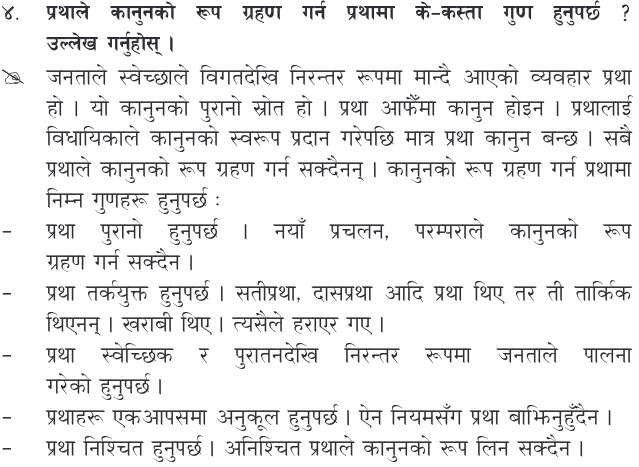 ४. प्रथाले कानुनको रूप ग्रहण गर्न प्रथामा के-कस्ता गुण हुनुपर्छ ?
उल्लेख गर्नुहोस् ।
जनताले स्वेच्छाले विगतदेखि निरन्तर रूपमा मान्दै आएको व्यवहार प्रथा
हो । यो कानुनको पुरानो स्रोत हो । प्रथा आफैँमा कानुन होइन । प्रथालाई
विधायिकाले कानुनको स्वरूप प्रदान गरेपछि मात्र प्रथा कानुन बन्छ । सबै
प्रथाले कानुनको रूप ग्रहण गर्न सक्दैनन् । कानुनको रूप ग्रहण गर्न प्रथामा
निम्न गुणहरू हुनुपर्छ :
- प्रथा पुरानो हुनुपर्छ । नयाँ प्रचलन, परम्पराले कानुनको रूप
ग्रहण गर्न सक्दैन ।
- प्रथा तर्कयुक्त हुनुपर्छ । सतीप्रथा, दासप्रथा आदि प्रथा थिए तर ती तार्किक
थिएनन् । खराबी थिए । त्यसैले हराएर गए ।
- प्रथा स्वेच्छिक र पुरातनदेखि निरन्तर रूपमा जनताले पालना
गरेको हुनुपर्छ ।
- प्रथाहरू एकआपसमा अनुकूल हुनुपर्छ । ऐन नियमसँग प्रथा बाझिनुहुँदैन ।
- प्रथा निश्चित हुनुपर्छ । अनिश्चित प्रथाले कानुनको रूप लिन सक्दैन ।